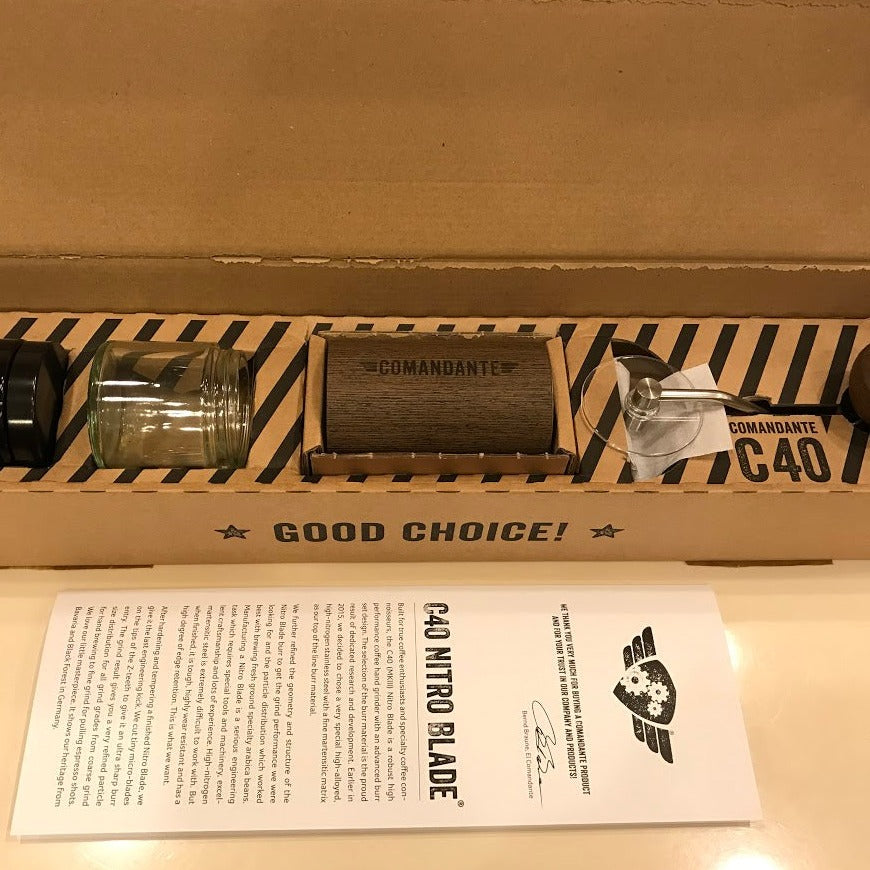 COMANDANTE
COMANDANTE
C40
GOOD CHOICE!
WE THANK YOU VERY MUCH FOR BUYING A COMANDANTE PRODUCT
AND FOR YOUR TRUST IN OUR COMPANY AND PRODUCTS!
Bernd Braune, El Comandante
C40 NITRO BLADE®
Built for true coffee enthusiasts and specialty coffee con-
noisseurs, the C40 MKIII Nitro Blade is a robust high
performance coffee hand grinder with an advanced burr
set design. The selection of the burr material is the proud
result of dedicated research and development. Earlier in
2015, we decided to chose a very special high-alloyed,
high-nitrogen stainless steel with a fine martensitic matrix
as our top of the line burr material.
We further refined the geometry and structure of the
Nitro Blade burr to get the grind performance we were
looking for and the particle distribution which worked
best with brewing fresh ground specialty arabica beans.
Manufacturing a Nitro Blade is a serious engineering
task which requires special tools and machinery, excel-
lent craftsmanship and lots of experience. High-nitrogen
martensitic steel is extremely difficult to work with. But
when finished, it is tough, highly wear resistant and has a
high degree of edge retention. This is what we want.
After hardening and tempering a finished Nitro Blade, we
give it the last engineering kick. We cut tiny micro-blades
on the tips of the Z-teeth to give it an ultra sharp burr
entry. The grind result gives you a very refined particle
size distribution for all grind grades from coarse grind
for hand brewing to fine grind for pulling espresso shots.
We love our little masterpiece. It shows our heritage from
Bavaria and Black Forest in Germany.